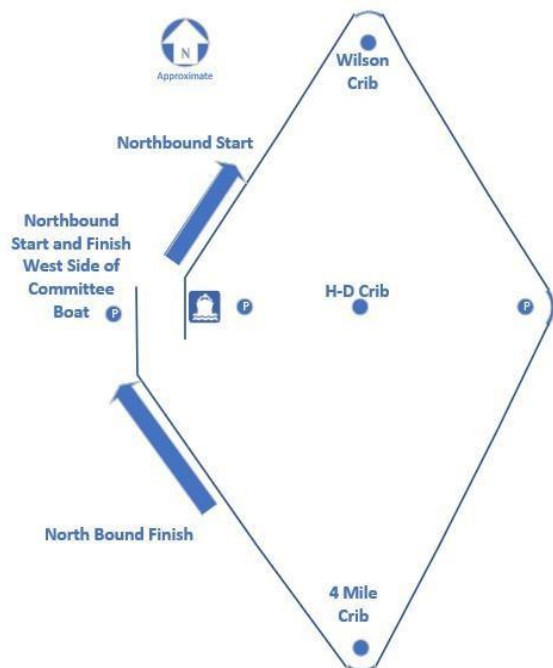 N
Approximate
Wilson
Crib
Northbound Start
Northbound
Start and Finish
West Side of
Committee
Boat
P
P
H-D Crib
P
North Bound Finish
4 Mile
Crib